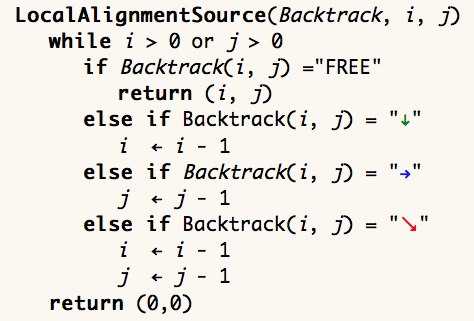 LocalAlignmentSource(Backtrack, i, j)
while i > 0 or j > 0
if Backtrack(i, j) ="FREE"
return (i, j)
else if Backtrack(i, j) = "↓"
i ← i - 1
else if Backtrack(i, j) = "→"
j ← j - 1
else if Backtrack(i, j) = "↘"
i ← i - 1
j ← j - 1
return (0,0)